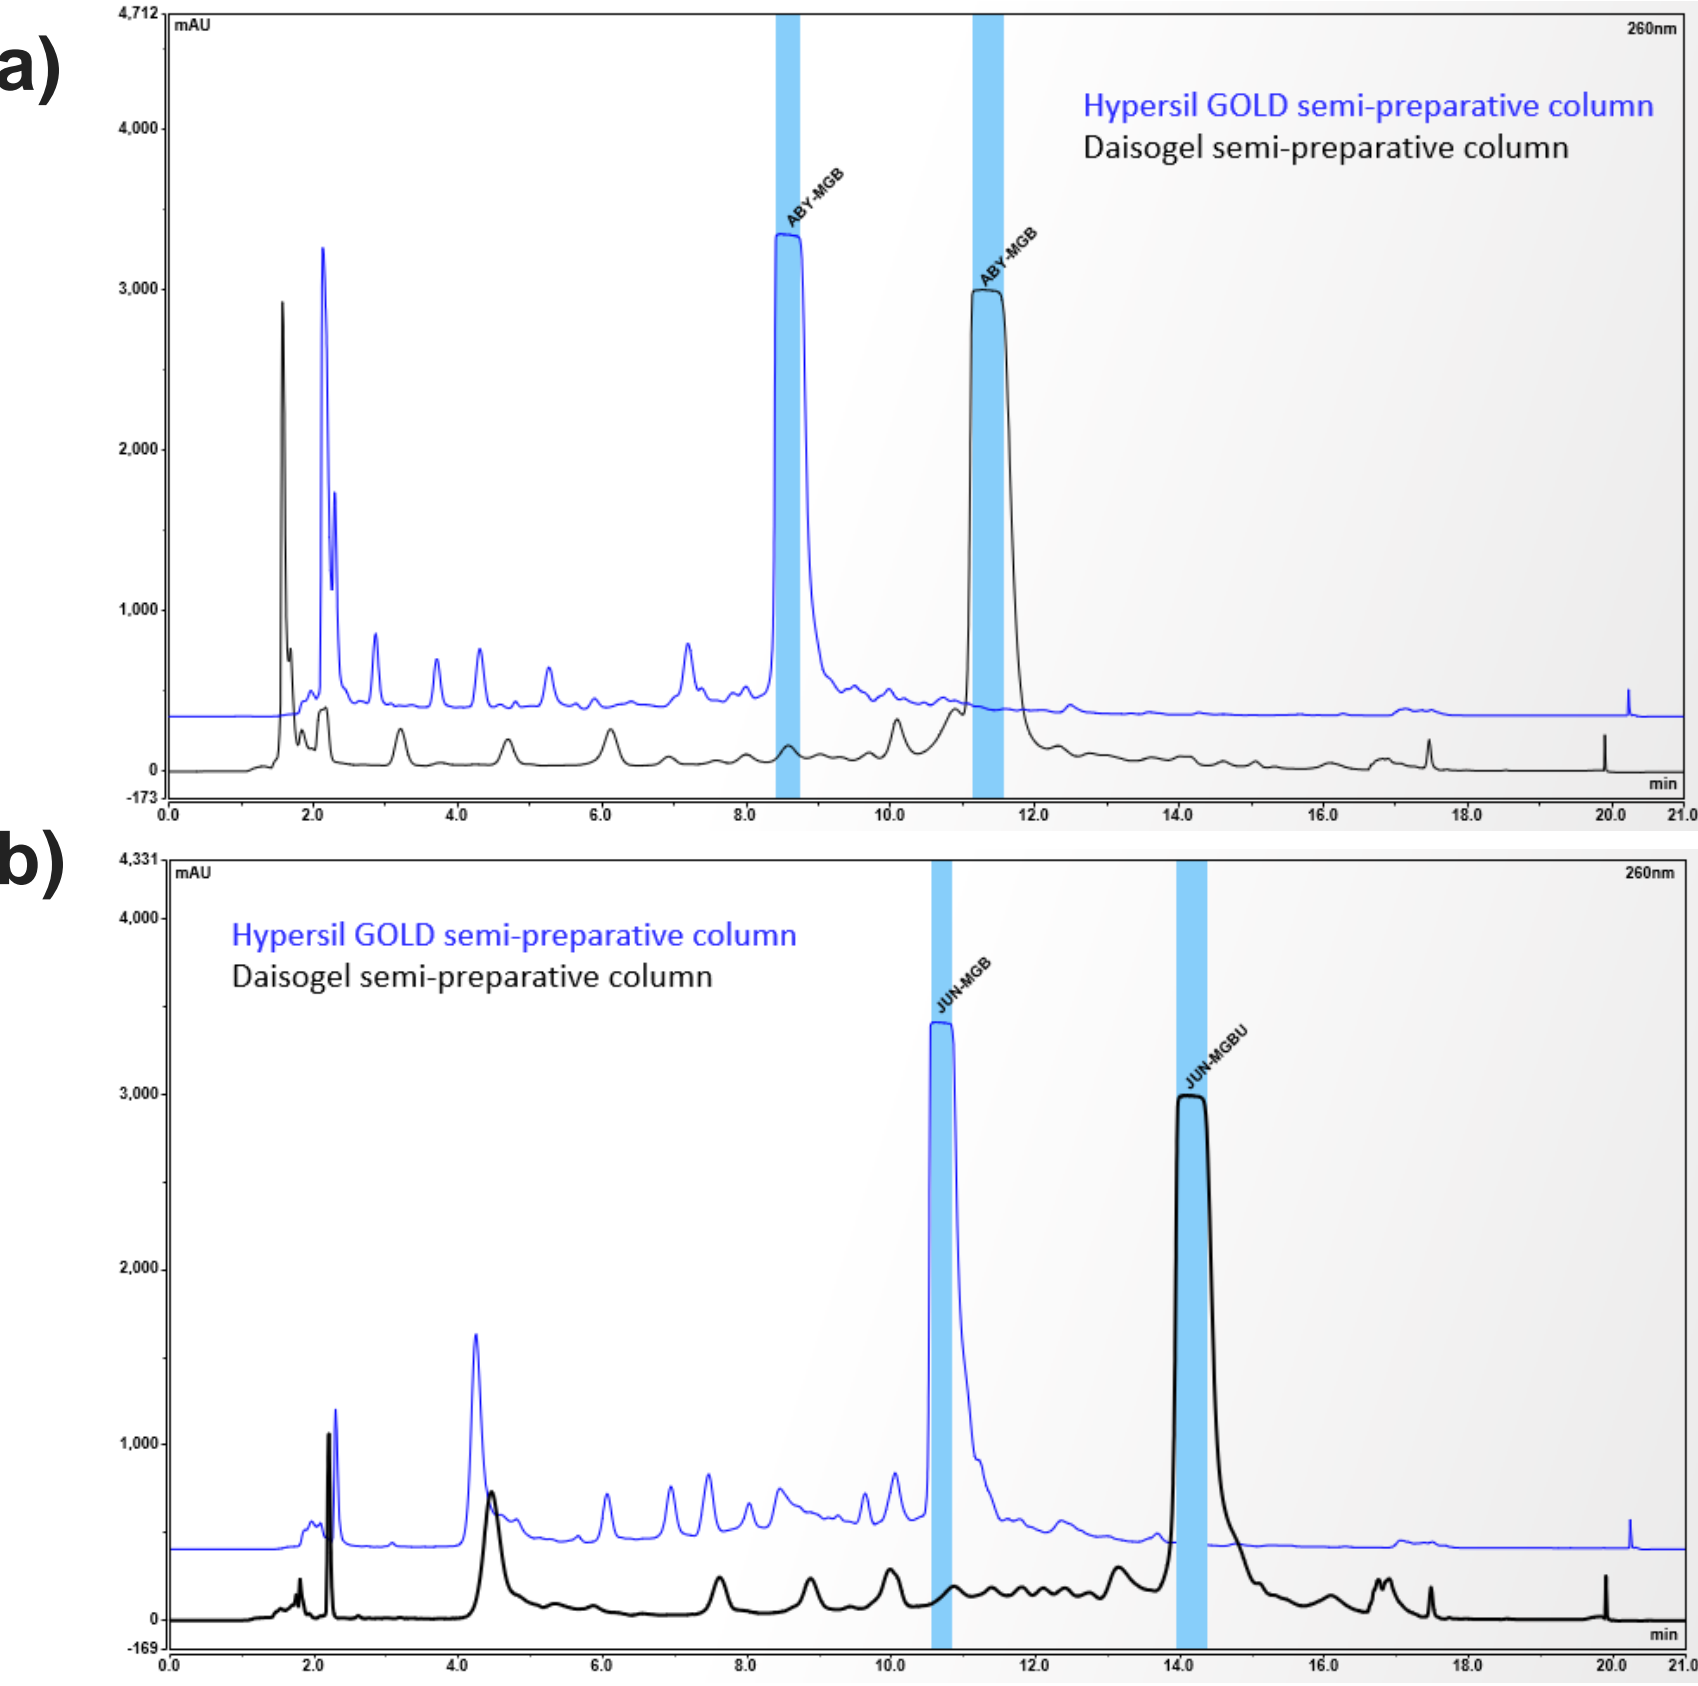 a)
4,712
mAU
260nm
Hypersil GOLD semi-preparative column
Daisogel semi-preparative column
4,000
ABY-MGB
ABY-MGB
3,000
2,000
1,000
0
-173
min
0.0 2.0 4.0 6.0 8.0 10.0 12.0 14.0 16.0 18.0 20.0 21.0
b)
4,331
mAU
260nm
4,000
Hypersil GOLD semi-preparative column
Daisogel semi-preparative column
JUN-MGB
JUN-MGBU
3,000
2,000
1,000
0
-169
min
0.0 2.0 4.0 6.0 8.0 10.0 12.0 14.0 16.0 18.0 20.0 21.0